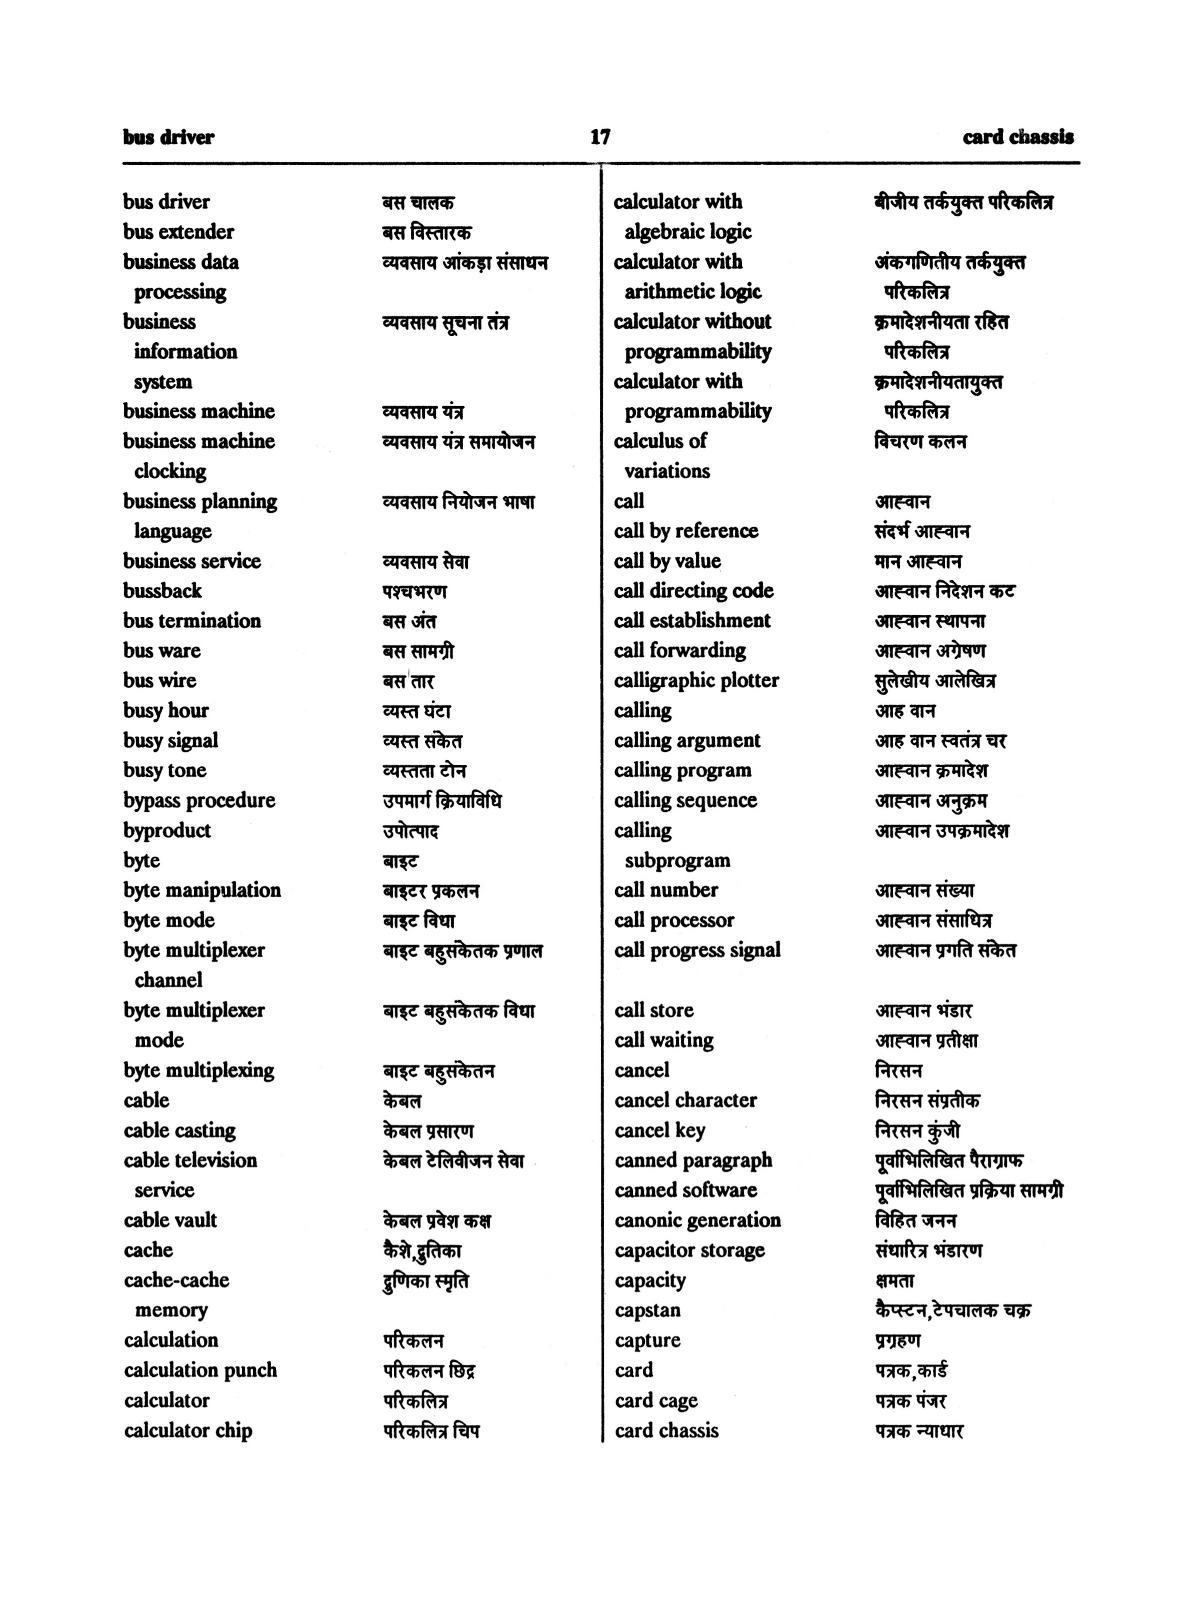 bus driver 17 card chassis
bus driver बस चालक
bus extender बस विस्तारक
business data व्यवसाय आंकड़ा संसाधन
processing
business व्यवसाय सूचना तंत्र
information
system
business machine व्यवसाय यंत्र
business machine व्यवसाय यंत्र समायोजन
clocking
business planning व्यवसाय नियोजन भाषा
language
business service व्यवसाय सेवा
bussback पश्चभरण
bus termination बस अंत
bus ware बस सामग्री
bus wire बस तार
busy hour व्यस्त घंटा
busy signal व्यस्त संकेत
busy tone व्यस्तता टोन
bypass procedure उपमार्ग क्रियाविधि
byproduct उपोत्पाद
byte बाइट
byte manipulation बाइटर प्रकलन
byte mode बाइट विधा
byte multiplexer बाइट बहुसंकेतक प्रणाल
channel
byte multiplexer बाइट बहुसंकेतक विधा
mode
byte multiplexing बाइट बहुसंकेतन
cable केबल
cable casting केबल प्रसारण
cable television केबल टेलिवीजन सेवा
service
cable vault केबल प्रवेश कक्ष
cache कैशे,द्रुतिका
cache-cache द्रुणिका स्मृति
memory
calculation परिकलन
calculation punch परिकलन छिद्र
calculator परिकलित्र
calculator chip परिकलित्र चिप
calculator with बीजीय तर्कयुक्त परिकलित्र
algebraic logic
calculator with अंकगणितीय तर्कयुक्त
arithmetic logic परिकलित्र
calculator without क्रमादेशनीयता रहित
programmability परिकलित्र
calculator with क्रमादेशनीयतायुक्त
programmability परिकलित्र
calculus of विचरण कलन
variations
call आह्वान
call by reference संदर्भ आह्वान
call by value मान आह्वान
call directing code आह्वान निदेशन कट
call establishment आह्वान स्थापना
call forwarding आह्वान अग्रेषण
calligraphic plotter सुलेखीय आलेखित्र
calling आह वान
calling argument आह वान स्वतंत्र चर
calling program आह्वान क्रमादेश
calling sequence आह्वान अनुक्रम
calling आह्वान उपक्रमादेश
subprogram
call number आह्वान संख्या
call processor आह्वान संसाधित्र
call progress signal आह्वान प्रगति संकेत
call store आह्वान भंडार
call waiting आह्वान प्रतीक्षा
cancel निरसन
cancel character निरसन संप्रतीक
cancel key निरसन कुंजी
canned paragraph पूर्वाभिलिखित पैराग्राफ
canned software पूर्वाभिलिखित प्रक्रिया सामग्री
canonic generation विहित जनन
capacitor storage संधारित्र भंडारण
capacity क्षमता
capstan कैप्स्टन,टेपचालक चक्र
capture प्रग्रहण
card पत्रक,कार्ड
card cage पत्रक पंजर
card chassis पत्रक न्याधार